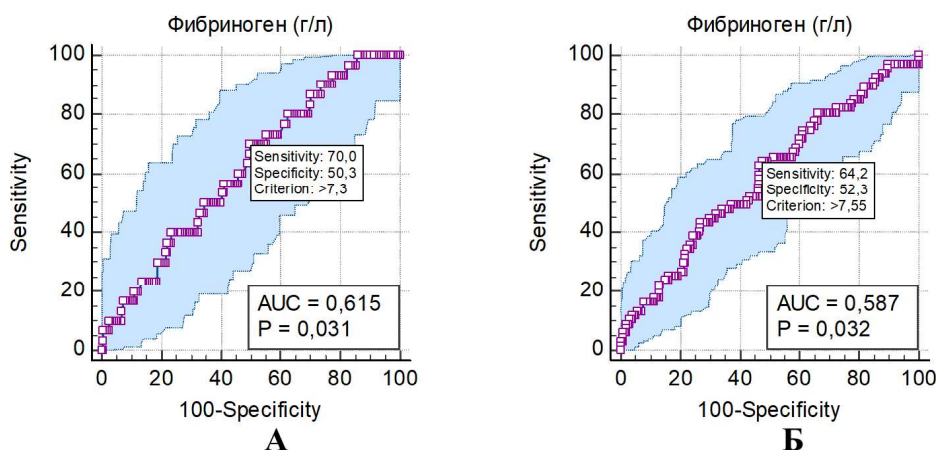 Фибриноген (г/л)
100
80
60
40
20
0
Sensitivity
Sensitivity: 70,0
Specificity: 50,3
Criterion: >7,3
AUC = 0,615
P = 0,031
0 20 40 60 80 100
100-Specificity
А
Фибриноген (г/л)
100
80
60
40
20
0
Sensitivity
Sensitivity: 64,2
Specificity: 52,3
Criterion: >7,55
AUC = 0,587
P = 0,032
0 20 40 60 80 100
100-Specificity
Б